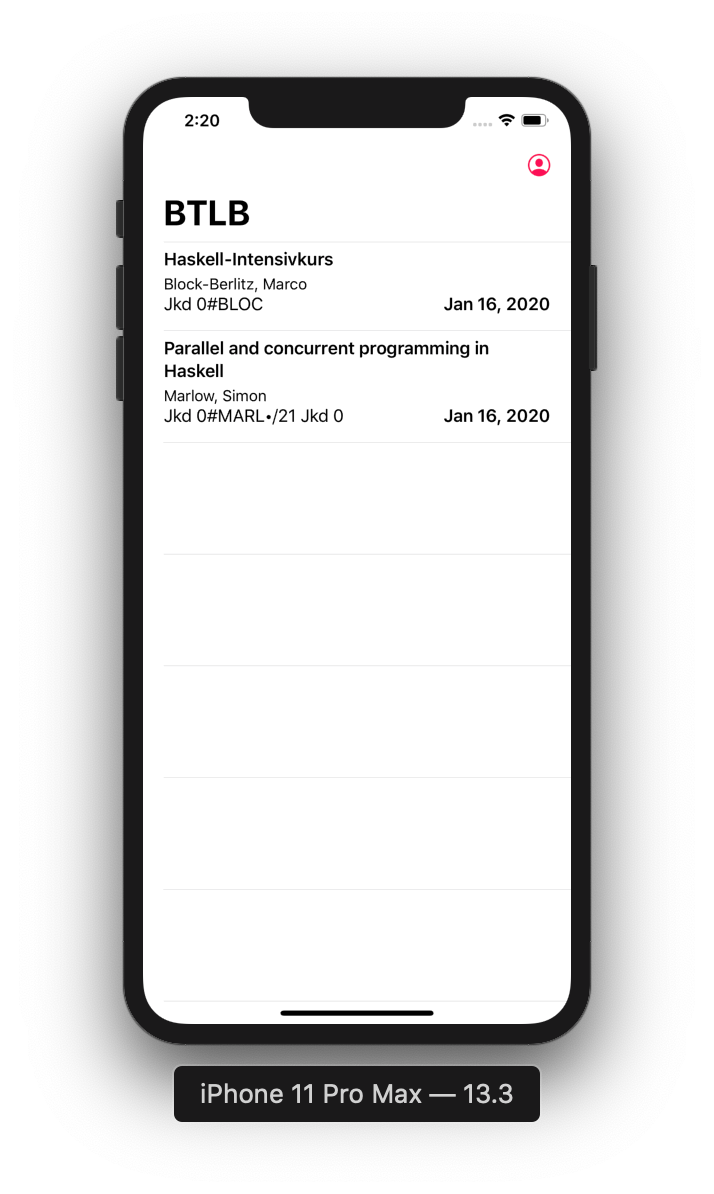 2:20
BTLB
Haskell-Intensivkurs
Block-Berlitz, Marco
Jkd 0#BLOC Jan 16, 2020
Parallel and concurrent programming in
Haskell
Marlow, Simon
Jkd 0#MARL•/21 Jkd 0 Jan 16, 2020
iPhone 11 Pro Max — 13.3